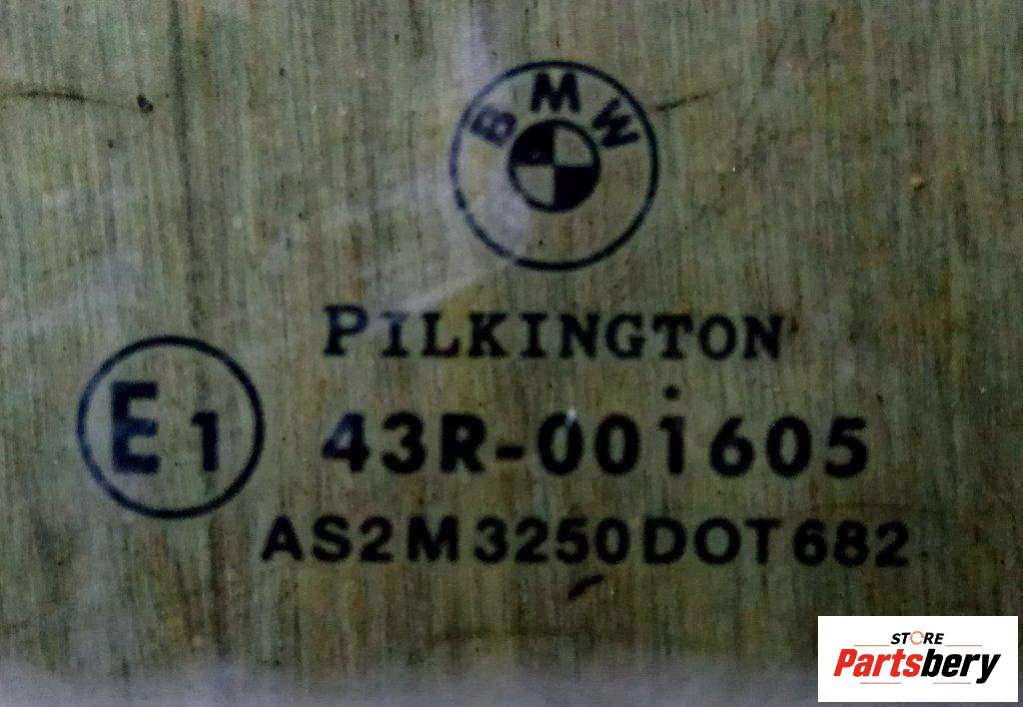 BMW
PILKINGTON
E1 43R-001605
AS2M3250DOT682
STORE
Partsbery